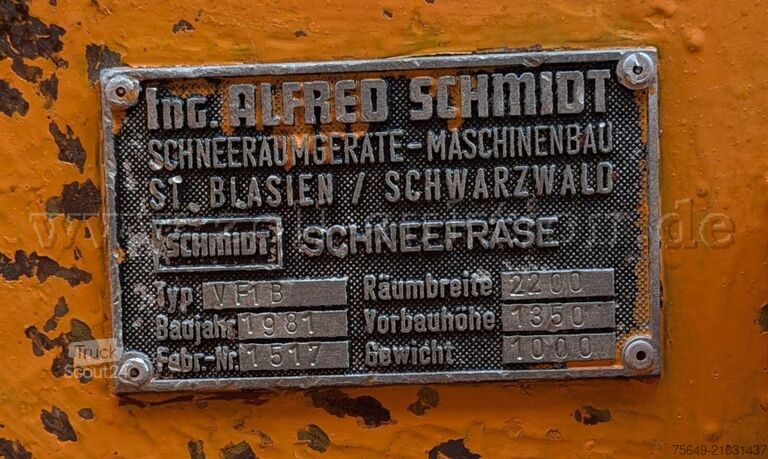 Ing. ALFRED SCHMIDT
SCHNEERÄUMGERÄTE-MASCHINENBAU
ST. BLASIEN / SCHWARZWALD
SCHMIDT SCHNEEFRÄSE
Typ VF1B Räumbreite 2200
Baujahr 1981 Vorbauhöhe 1350
Fabr.-Nr. 1517 Gewicht 1000
Truck
Scout24
75649-21031437